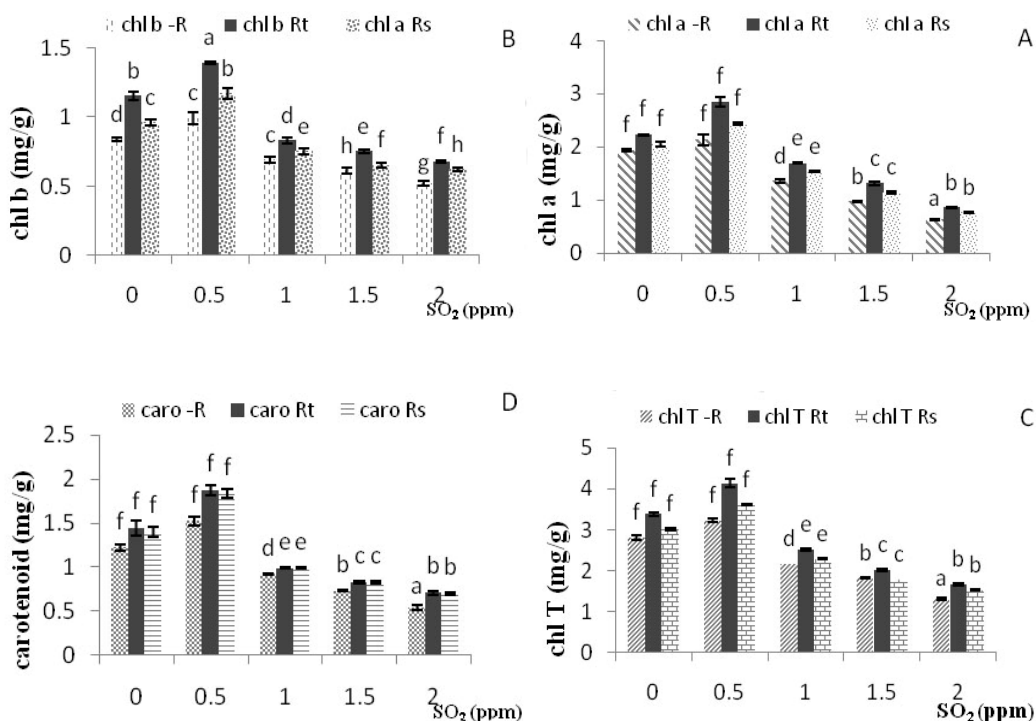 chl b -R chl b Rt chl a Rs
B
chl b (mg/g)
1.5
1
0.5
0
d b c
c a b
c d e
h e f
g f h
0 0.5 1 1.5 2
SO2 (ppm)
chl a -R chl a Rt chl a Rs
A
chl a (mg/g)
4
3
2
1
0
f f f
f f f
d e e
b c c
a b b
0 0.5 1 1.5 2
SO2 (ppm)
caro -R caro Rt caro Rs
D
carotenoid (mg/g)
2.5
2
1.5
1
0.5
0
f f f
f f f
d e e
b c c
a b b
0 0.5 1 1.5 2
SO2 (ppm)
chl T -R chl T Rt chl T Rs
C
chl T (mg/g)
5
4
3
2
1
0
f f f
f f f
d e e
b c c
a b b
0 0.5 1 1.5 2
SO2 (ppm)